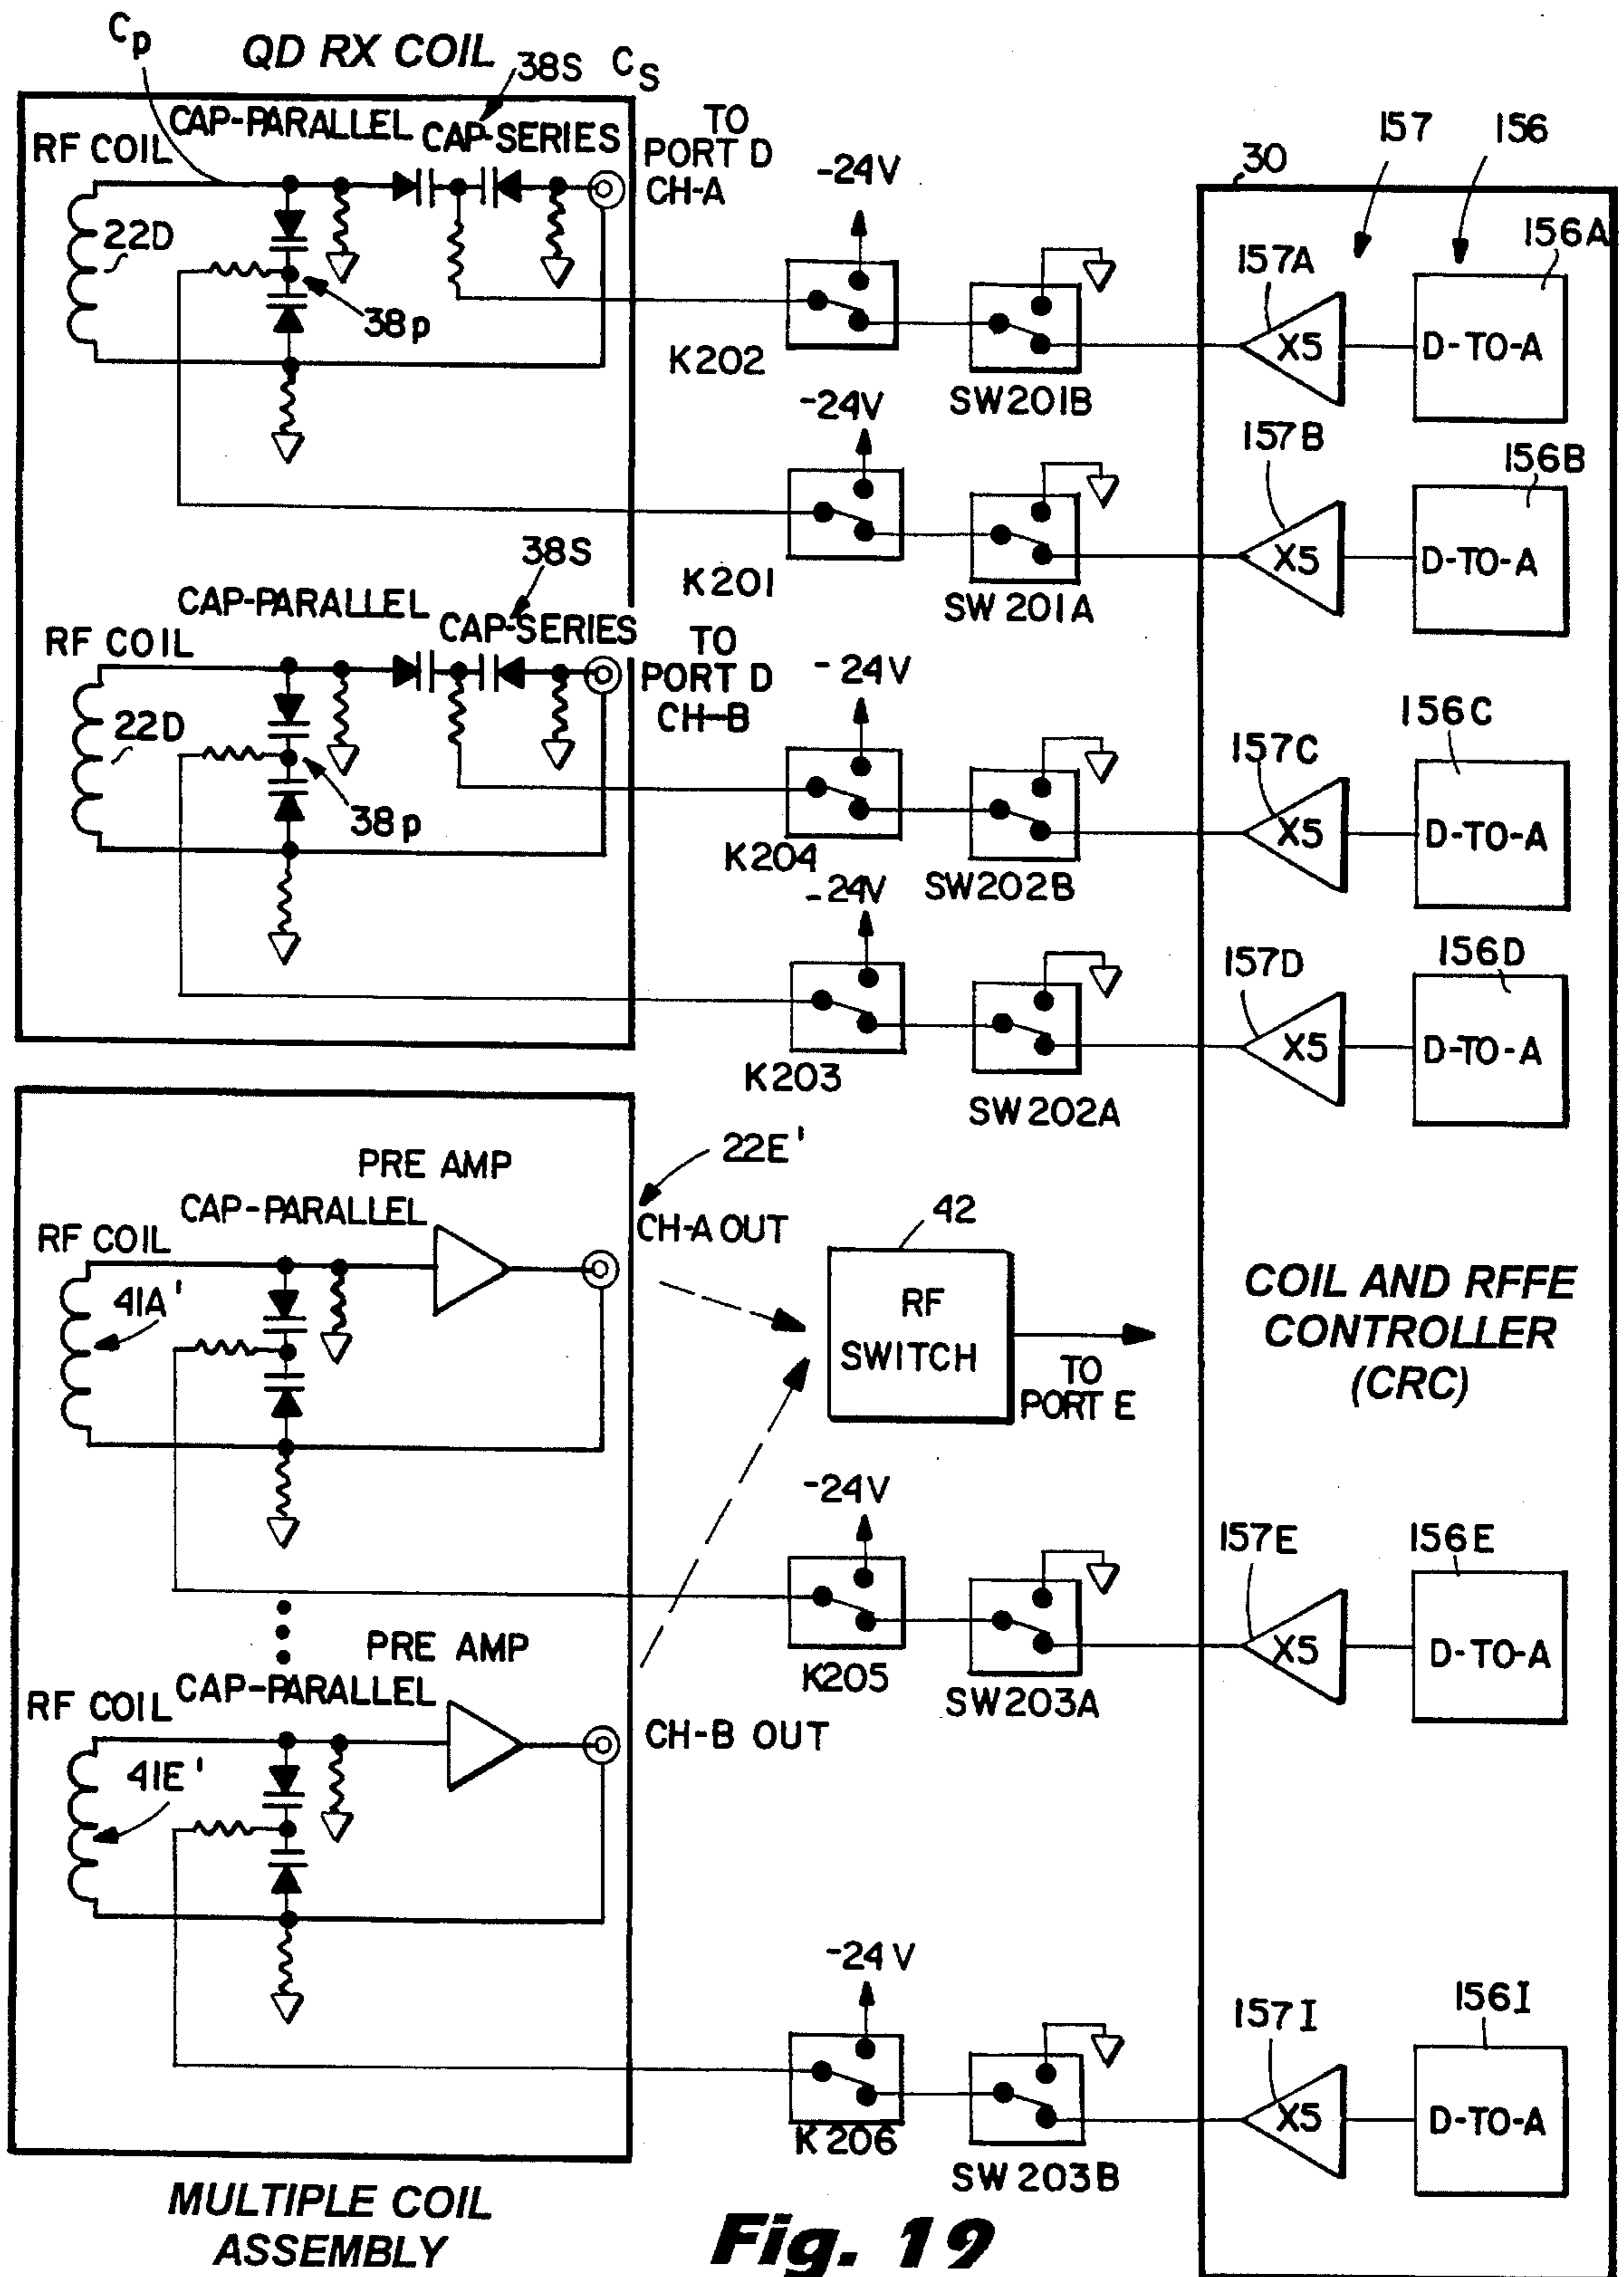 Cp
QD RX COIL
38S
CS
CAP-PARALLEL
CAP-SERIES
RF COIL
TO
PORT D
CH-A
22D
38p
-24V
K202
SW201B
157
156
30
157A
X5
156A
D-TO-A
-24V
K201
SW201A
157B
X5
156B
D-TO-A
38S
CAP-PARALLEL
CAP-SERIES
RF COIL
TO
PORT D
CH-B
22D
38p
-24V
K204
SW202B
157C
X5
156C
D-TO-A
-24V
K203
SW202A
157D
X5
156D
D-TO-A
22E'
PRE AMP
CAP-PARALLEL
RF COIL
41A'
CH-A OUT
42
RF
SWITCH
TO
PORT E
COIL AND RFFE
CONTROLLER
(CRC)
-24V
K205
SW203A
157E
X5
156E
D-TO-A
PRE AMP
CAP-PARALLEL
RF COIL
41E'
CH-B OUT
-24V
K206
SW203B
157I
X5
156I
D-TO-A
MULTIPLE COIL
ASSEMBLY
Fig. 19